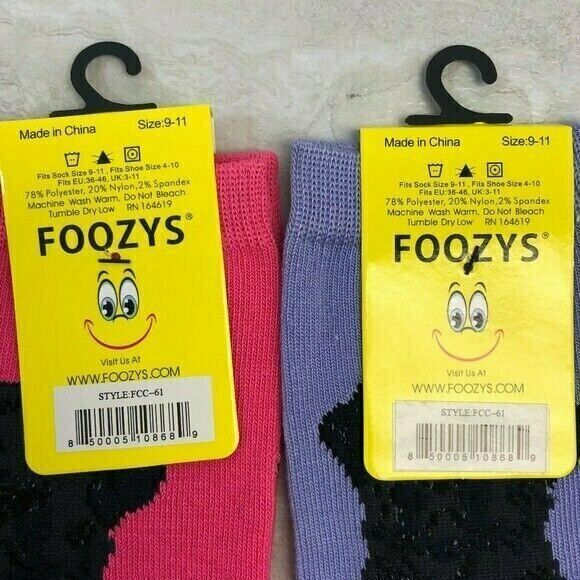 Made in China Size:9-11
Fits Sock Size 9-11 , Fits Shoe Size 4-10
Fits EU:36-46, UK:3-11
78% Polyester, 20% Nylon,2% Spandex
Machine Wash Warm, Do Not Bleach
Tumble Dry Low RN 164619
FOOZYS®
Visit Us At
WWW.FOOZYS.COM
STYLE:FCC-61
8 50005 10868 9
Made in China Size:9-11
Fits Sock Size 9-11 , Fits Shoe Size 4-10
Fits EU:36-46, UK:3-11
78% Polyester, 20% Nylon,2% Spandex
Machine Wash Warm, Do Not Bleach
Tumble Dry Low RN 164619
FOOZYS®
Visit Us At
WWW.FOOZYS.COM
STYLE:FCC-61
8 50005 10868 9